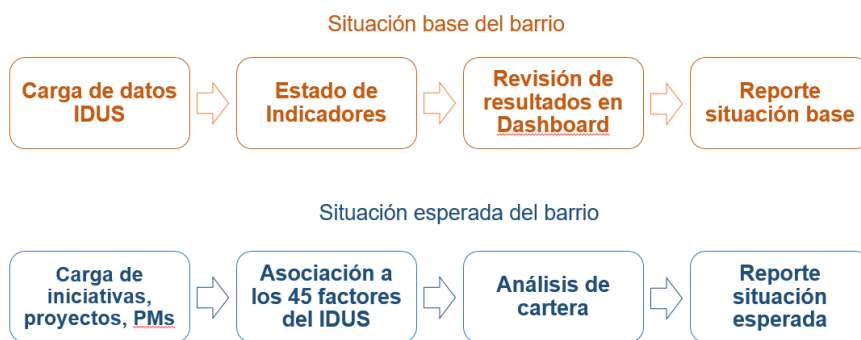 Situación base del barrio
Carga de datos
IDUS
Estado de
Indicadores
Revisión de
resultados en
Dashboard
Reporte
situación base
Situación esperada del barrio
Carga de
iniciativas,
proyectos, PMs
Asociación a
los 45 factores
del IDUS
Análisis de
cartera
Reporte
situación
esperada